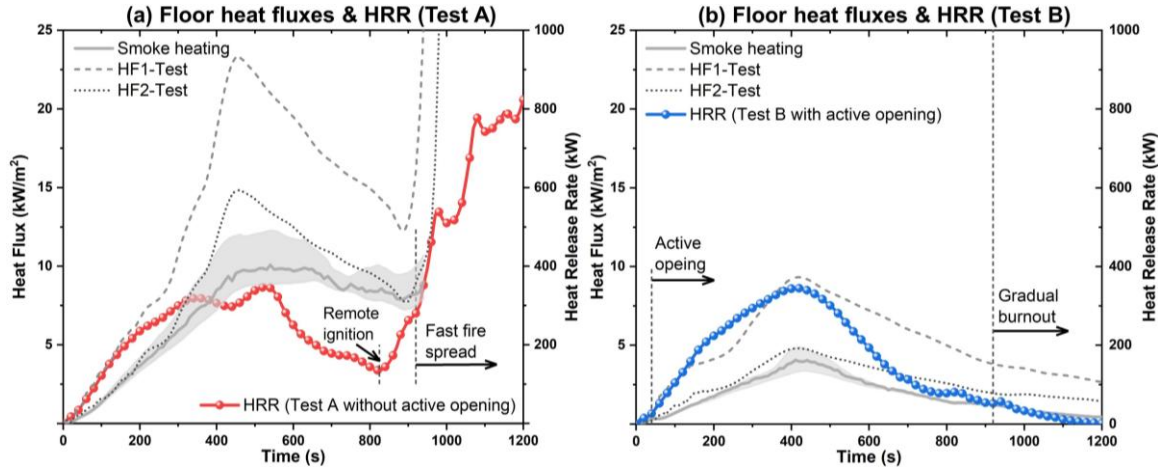 (a) Floor heat fluxes & HRR (Test A)
25
20
15
10
5
0
200
400
600
800
1000
1200
1000
800
600
400
200
0
Heat Flux (kW/m²)
Heat Release Rate (kW)
Time (s)
Smoke heating
HF1-Test
HF2-Test
Remote
ignition
Fast fire
spread
HRR (Test A without active opening)
(b) Floor heat fluxes & HRR (Test B)
25
20
15
10
5
0
200
400
600
800
1000
1200
1000
800
600
400
200
0
Heat Flux (kW/m²)
Heat Release Rate (kW)
Time (s)
Smoke heating
HF1-Test
HF2-Test
HRR (Test B with active opening)
Active
opeing
Gradual
burnout